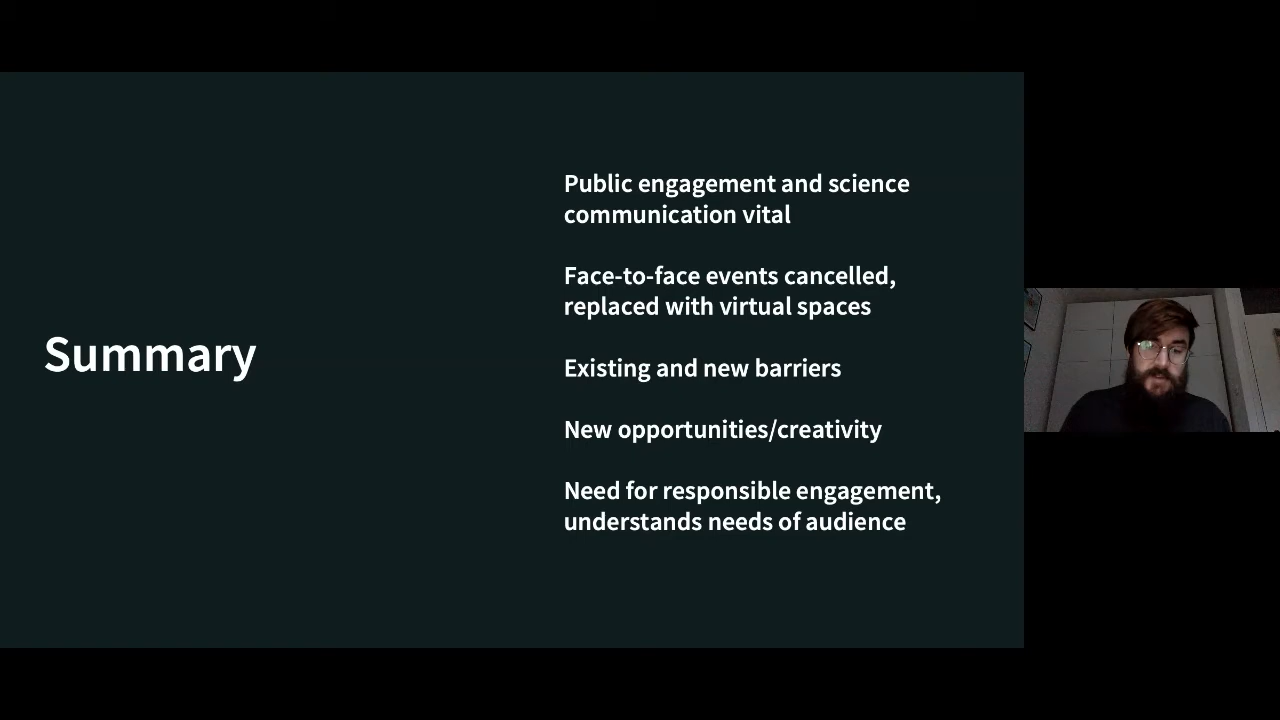 Summary
Public engagement and science
communication vital
Face-to-face events cancelled,
replaced with virtual spaces
Existing and new barriers
New opportunities/creativity
Need for responsible engagement,
understands needs of audience